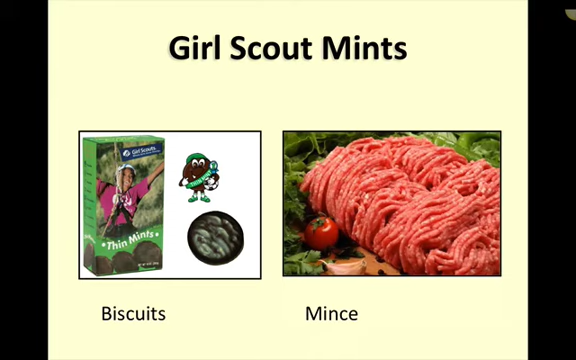 Girl Scout Mints
Girl Scouts
Thin Mints
Biscuits
Mince